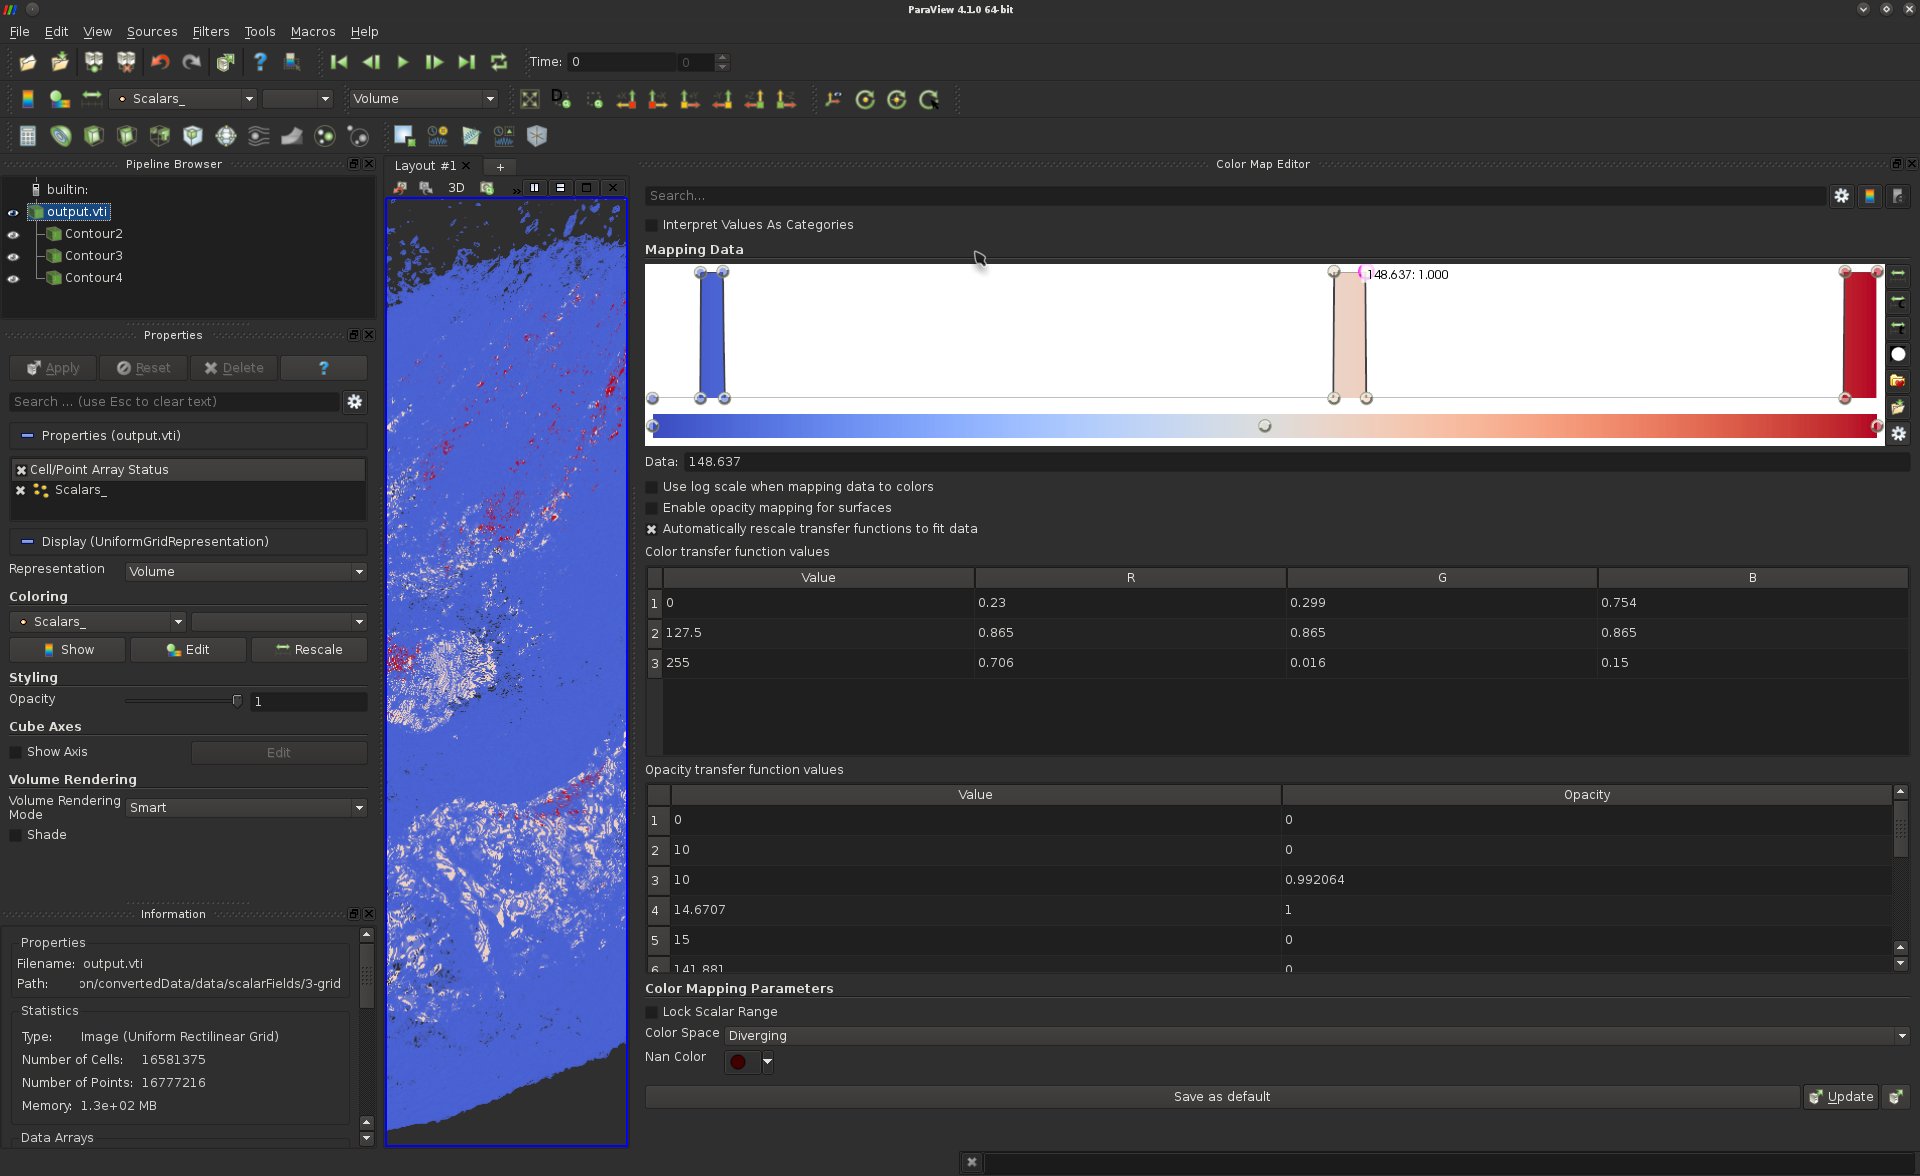 ParaView 4.1.0 64-bit
File Edit View Sources Filters Tools Macros Help
Time: 0 0
Scalars_ Volume
Pipeline Browser
builtin:
output.vti
Contour2
Contour3
Contour4
Properties
Apply Reset Delete ?
Search ... (use Esc to clear text)
Properties (output.vti)
Cell/Point Array Status
Scalars_
Display (UniformGridRepresentation)
Representation Volume
Coloring
Scalars_
Show Edit Rescale
Styling
Opacity 1
Cube Axes
Show Axis Edit
Volume Rendering
Volume Rendering Mode Smart
Shade
Information
Properties
Filename: output.vti
Path: on/convertedData/data/scalarFields/3-grid
Statistics
Type: Image (Uniform Rectilinear Grid)
Number of Cells: 16581375
Number of Points: 16777216
Memory: 1.3e+02 MB
Data Arrays
Layout #1 +
3D »
Color Map Editor
Search...
Interpret Values As Categories
Mapping Data
148.637: 1.000
Data: 148.637
Use log scale when mapping data to colors
Enable opacity mapping for surfaces
Automatically rescale transfer functions to fit data
Color transfer function values
Value R G B
1 0 0.23 0.299 0.754
2 127.5 0.865 0.865 0.865
3 255 0.706 0.016 0.15
Opacity transfer function values
Value Opacity
1 0 0
2 10 0
3 10 0.992064
4 14.6707 1
5 15 0
6 141.881 0
Color Mapping Parameters
Lock Scalar Range
Color Space Diverging
Nan Color
Save as default Update